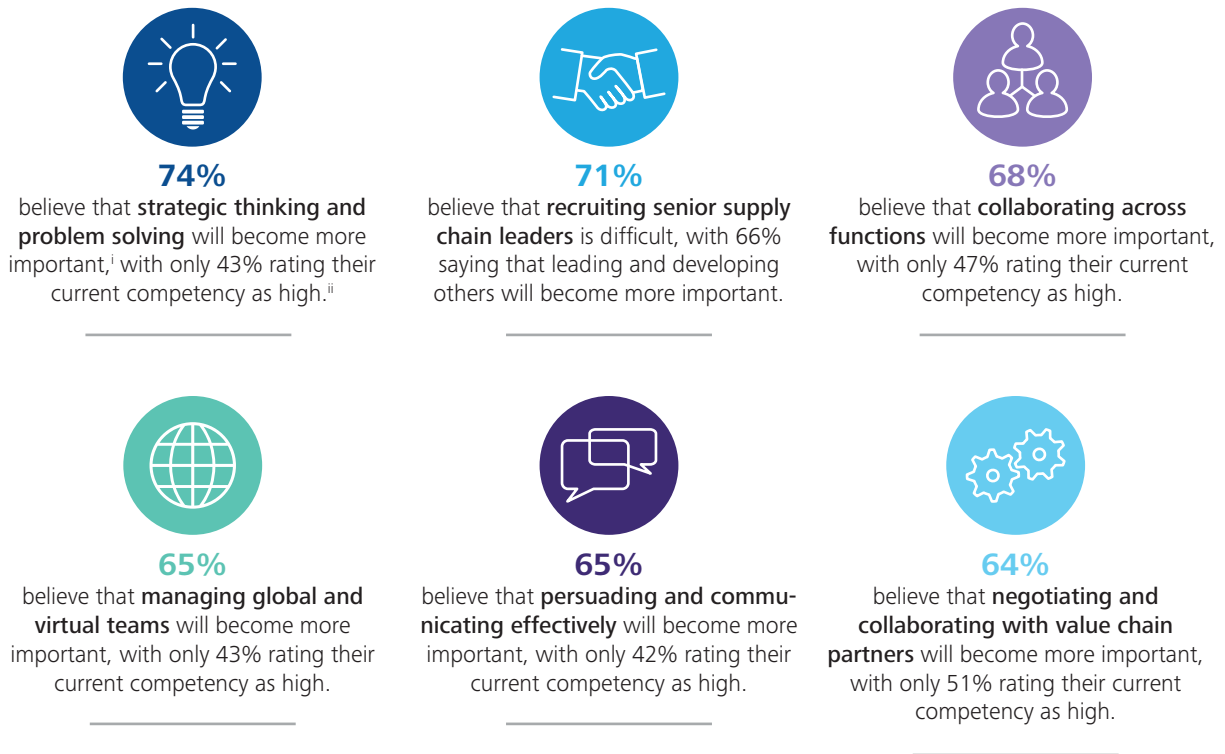 74%
believe that strategic thinking and
problem solving will become more
important,ⁱ with only 43% rating their
current competency as high.ⁱⁱ
71%
believe that recruiting senior supply
chain leaders is difficult, with 66%
saying that leading and developing
others will become more important.
68%
believe that collaborating across
functions will become more important,
with only 47% rating their current
competency as high.
65%
believe that managing global and
virtual teams will become more
important, with only 43% rating their
current competency as high.
65%
believe that persuading and commu-
nicating effectively will become more
important, with only 42% rating their
current competency as high.
64%
believe that negotiating and
collaborating with value chain
partners will become more important,
with only 51% rating their current
competency as high.